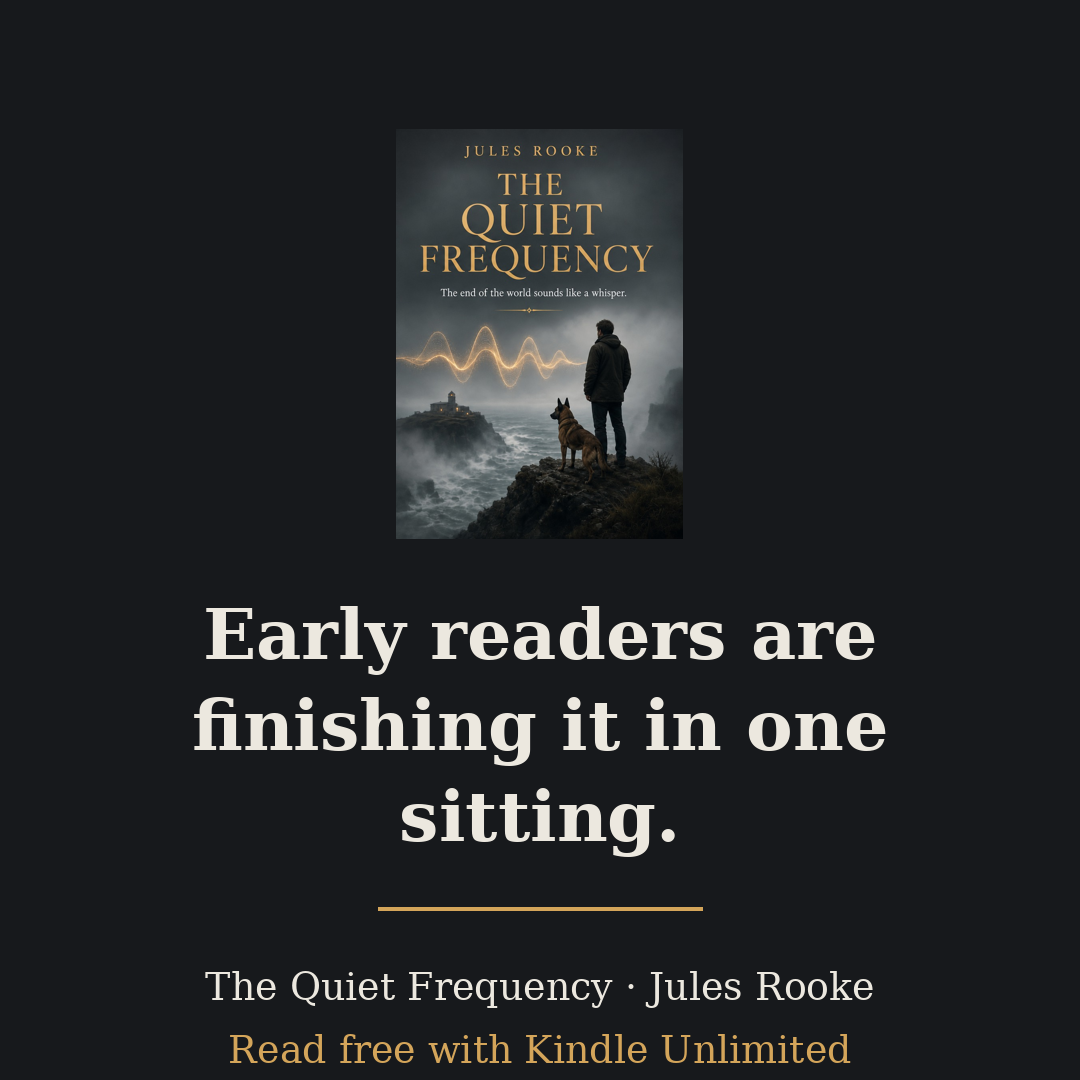 JULES ROOKE
THE
QUIET
FREQUENCY
The end of the world sounds like a whisper.
Early readers are
finishing it in one
sitting.
The Quiet Frequency · Jules Rooke
Read free with Kindle Unlimited